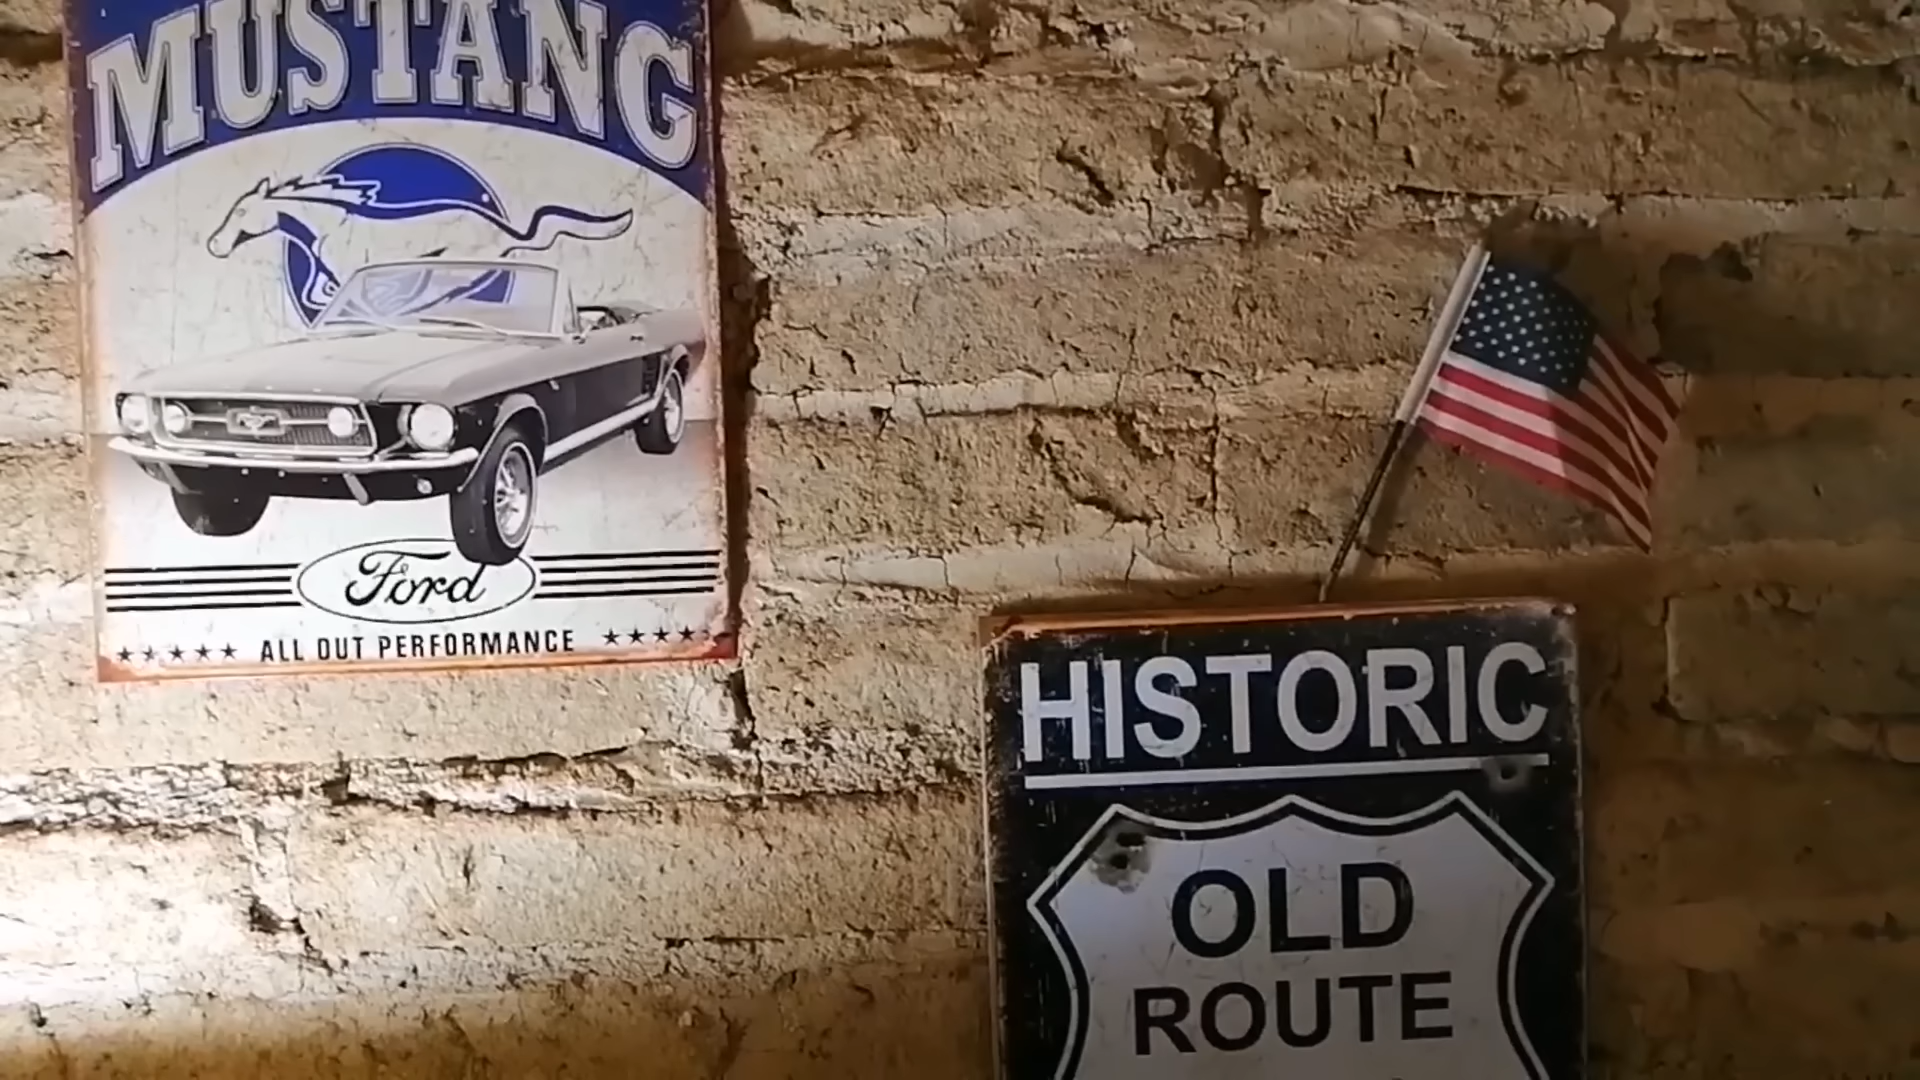 MUSTANG
Ford
ALL OUT PERFORMANCE
HISTORIC
OLD
ROUTE